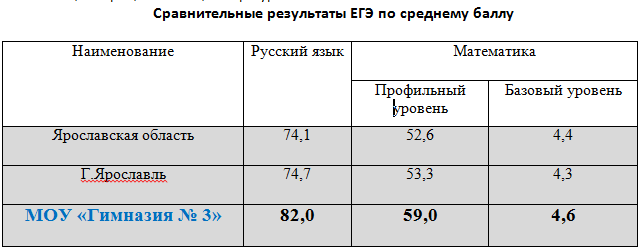 Сравнительные результаты ЕГЭ по среднему баллу
Наименование Русский язык Математика
Профильный уровень Базовый уровень
Ярославская область 74,1 52,6 4,4
Г.Ярославль 74,7 53,3 4,3
МОУ «Гимназия № 3» 82,0 59,0 4,6